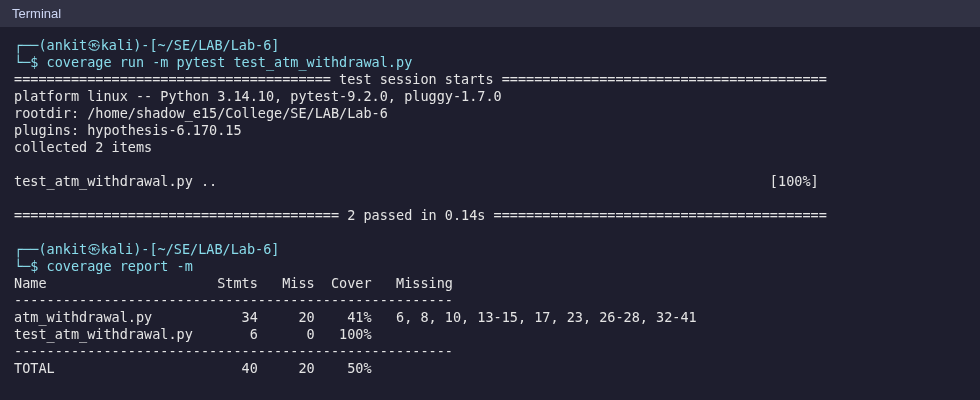 Terminal
┌──(ankit㉿kali)-[~/SE/LAB/Lab-6]
└─$ coverage run -m pytest test_atm_withdrawal.py
======================================= test session starts ========================================
platform linux -- Python 3.14.10, pytest-9.2.0, pluggy-1.7.0
rootdir: /home/shadow_e15/College/SE/LAB/Lab-6
plugins: hypothesis-6.170.15
collected 2 items
test_atm_withdrawal.py ..                                                                    [100%]
======================================== 2 passed in 0.14s =========================================
┌──(ankit㉿kali)-[~/SE/LAB/Lab-6]
└─$ coverage report -m
Name                     Stmts   Miss  Cover   Missing
------------------------------------------------------
atm_withdrawal.py           34     20    41%   6, 8, 10, 13-15, 17, 23, 26-28, 32-41
test_atm_withdrawal.py       6      0   100%
------------------------------------------------------
TOTAL                       40     20    50%